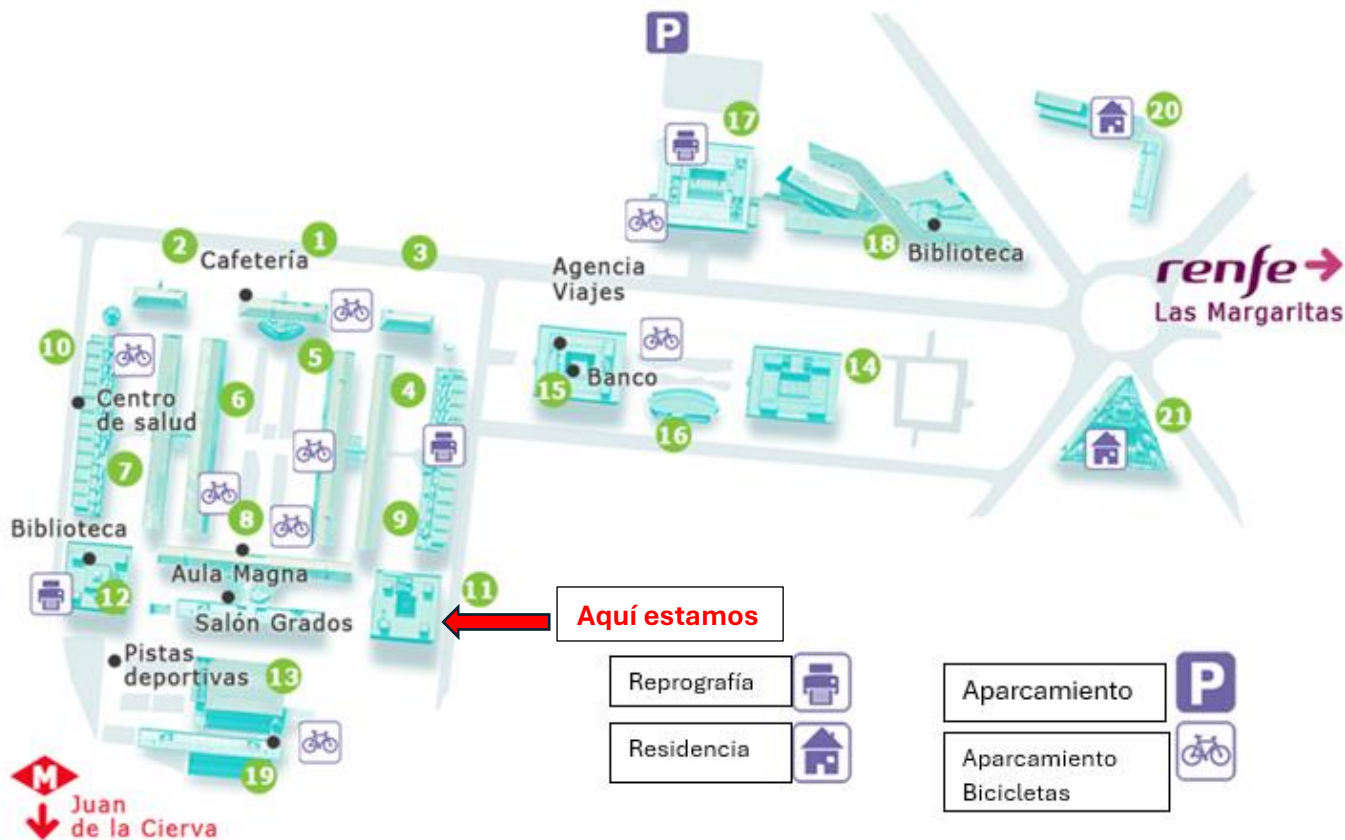 P
17
20
2
1
3
Cafetería
Agencia
Viajes
18
Biblioteca
renfe
Las Margaritas
10
5
Centro
de salud
6
4
15
Banco
14
16
21
7
Biblioteca
8
9
Aula Magna
12
11
Salón Grados
Aquí estamos
Pistas
deportivas
13
19
Reprografía
Residencia
Aparcamiento
P
Aparcamiento
Bicicletas
M
Juan
de la Cierva